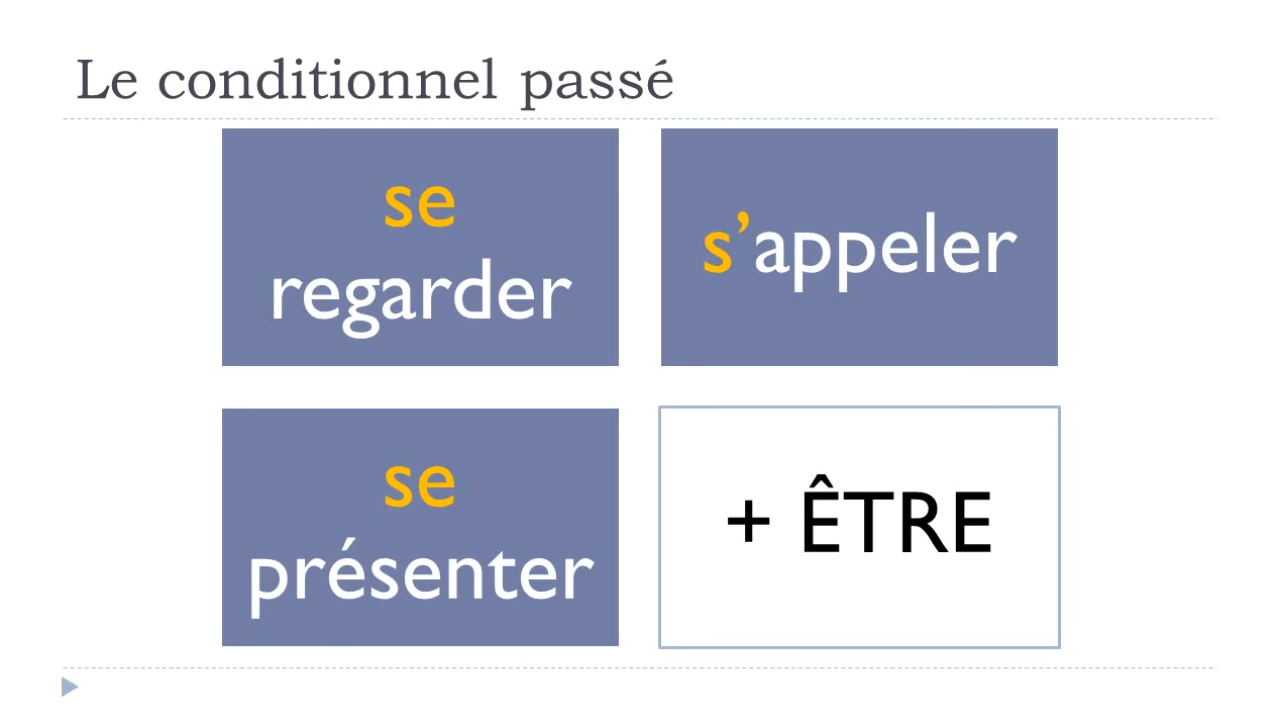 Le conditionnel passé
se
regarder
s’appeler
se
présenter
+ ÊTRE